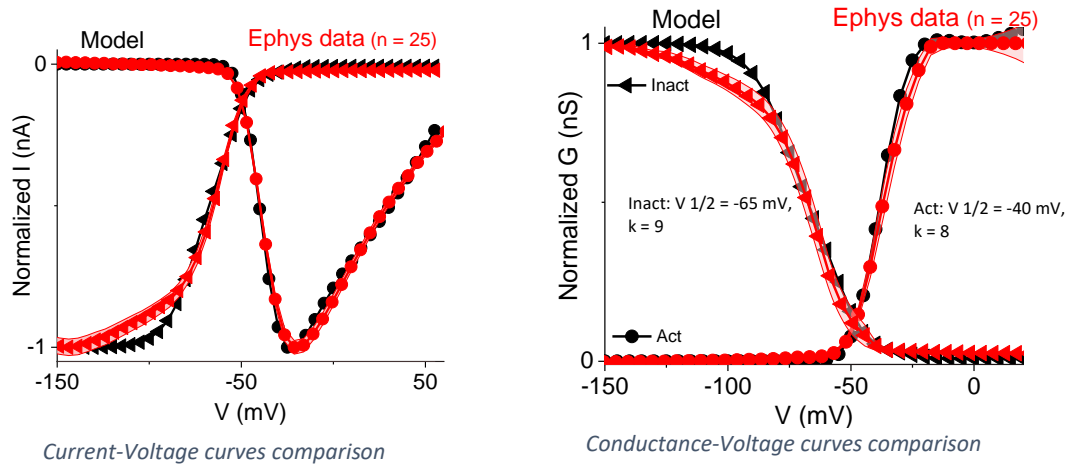 Model
Ephys data (n = 25)
0
-1
Normalized I (nA)
-150
-50
50
V (mV)
Current-Voltage curves comparison
Model
Ephys data (n = 25)
1
0
Normalized G (nS)
Inact
Inact: V 1/2 = -65 mV,
k = 9
Act: V 1/2 = -40 mV,
k = 8
Act
-150
-100
-50
0
V (mV)
Conductance-Voltage curves comparison